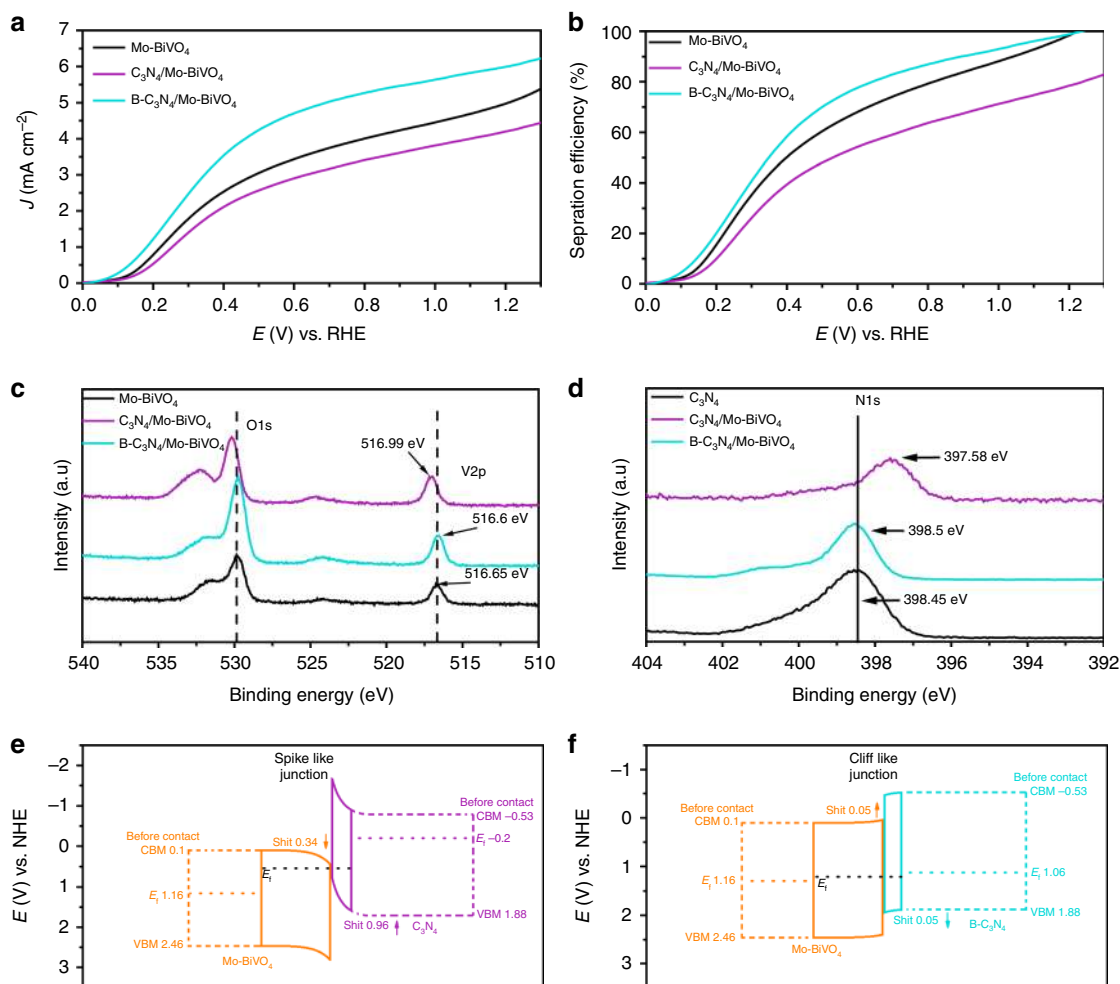 a
7
6
5
4
3
2
1
0
J (mA cm⁻²)
Mo-BiVO₄
C₃N₄/Mo-BiVO₄
B-C₃N₄/Mo-BiVO₄
0.0 0.2 0.4 0.6 0.8 1.0 1.2
E (V) vs. RHE
b
100
80
60
40
20
0
Sepration efficiency (%)
Mo-BiVO₄
C₃N₄/Mo-BiVO₄
B-C₃N₄/Mo-BiVO₄
0.0 0.2 0.4 0.6 0.8 1.0 1.2
E (V) vs. RHE
c
Intensity (a.u)
Mo-BiVO₄
C₃N₄/Mo-BiVO₄
B-C₃N₄/Mo-BiVO₄
O1s
516.99 eV
V2p
516.6 eV
516.65 eV
540 535 530 525 520 515 510
Binding energy (eV)
d
Intensity (a.u)
C₃N₄
C₃N₄/Mo-BiVO₄
B-C₃N₄/Mo-BiVO₄
N1s
397.58 eV
398.5 eV
398.45 eV
404 402 400 398 396 394 392
Binding energy (eV)
e
E (V) vs. NHE
−2
−1
0
1
2
3
Spike like
junction
Before contact
CBM 0.1
Shit 0.34
Before contact
CBM −0.53
Ef −0.2
Ef
Ef 1.16
VBM 2.46
Mo-BiVO₄
Shit 0.96
C₃N₄
VBM 1.88
f
E (V) vs. NHE
−1
0
1
2
3
Cliff like
junction
Before contact
CBM 0.1
Shit 0.05
Before contact
CBM −0.53
Ef 1.16
Ef
Ef 1.06
VBM 2.46
Mo-BiVO₄
Shit 0.05
B-C₃N₄
VBM 1.88